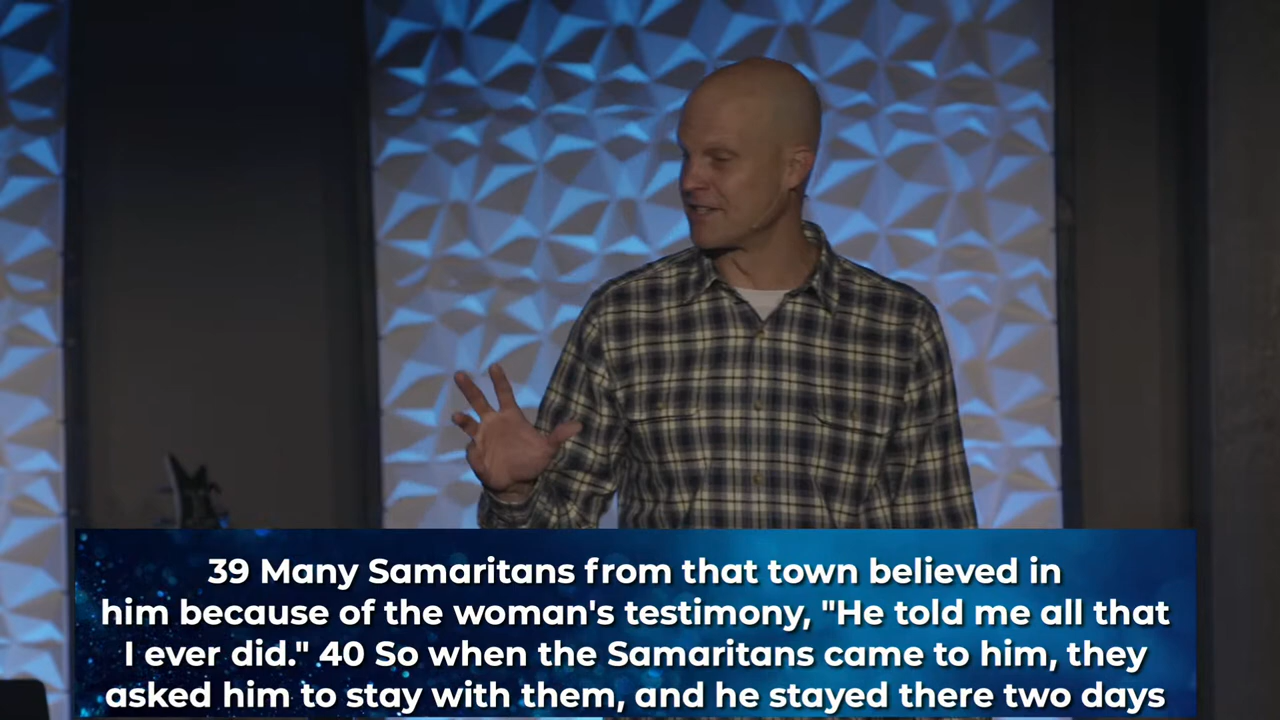 39 Many Samaritans from that town believed in
him because of the woman's testimony, "He told me all that
I ever did." 40 So when the Samaritans came to him, they
asked him to stay with them, and he stayed there two days